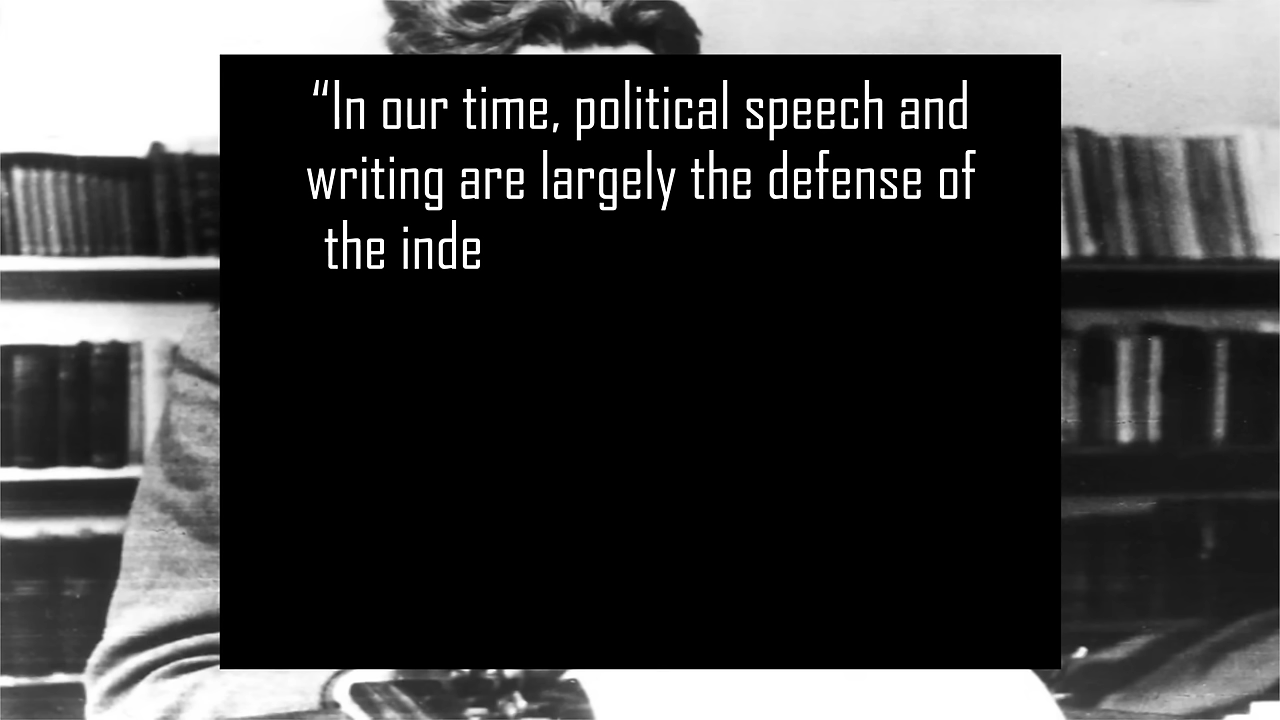 “In our time, political speech and
writing are largely the defense of
the inde